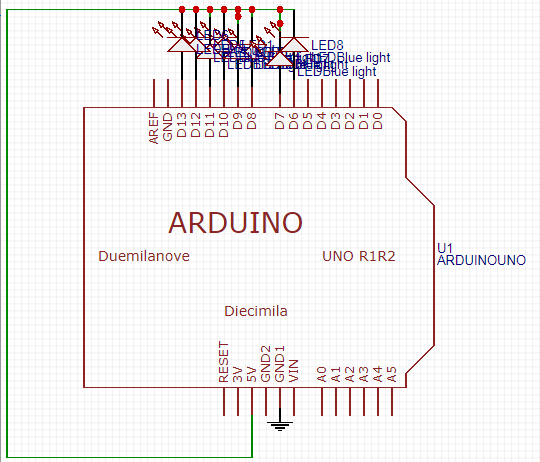 LED8
LEDBlue light
AREF
GND
D13
D12
D11
D10
D9
D8
D7
D6
D5
D4
D3
D2
D1
D0
ARDUINO
Duemilanove
UNO R1R2
U1
ARDUINOUNO
Diecimila
RESET
3V
5V
GND2
GND1
VIN
A0
A1
A2
A3
A4
A5